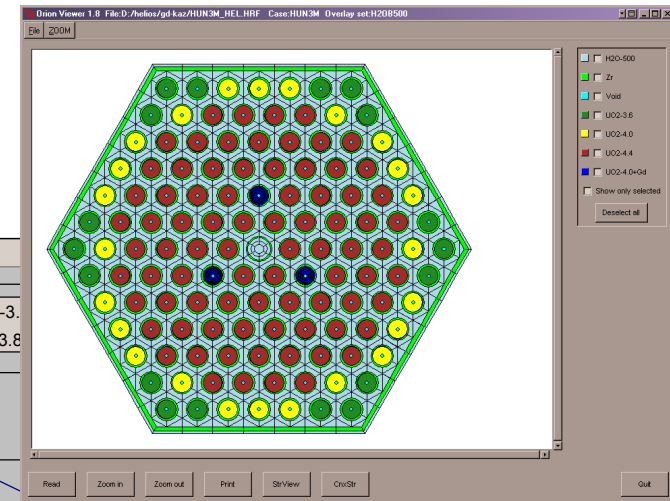 Orion Viewer 1.8 File:D:/helios/gd-kaz/HUN3M_HEL.HRF Case:HUN3M Overlay set:H2O8500
File ZOOM
H2O-500
Zr
Void
UO2-3.6
UO2-4.0
UO2-4.4
UO2-4.0+Gd
Show only selected
Deselect all
-3.
3.8
Read Zoom in Zoom out Print StrView CnxStr Quit